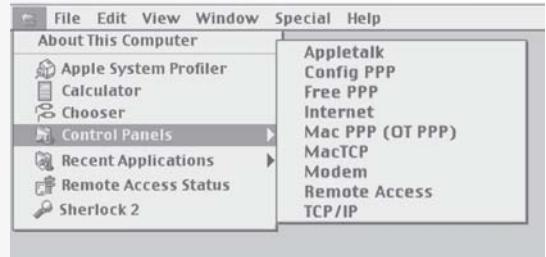 File Edit View Window Special Help
About This Computer
Apple System Profiler
Calculator
Chooser
Control Panels
Recent Applications
Remote Access Status
Sherlock 2
Appletalk
Config PPP
Free PPP
Internet
Mac PPP (OT PPP)
MacTCP
Modem
Remote Access
TCP/IP